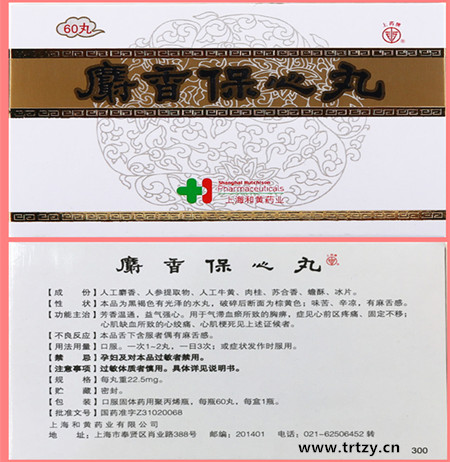 60丸
上药牌
麝香保心丸
Shanghai Hutchison
Pharmaceuticals
上海和黄药业
麝香保心丸
【成 份】人工麝香、人参提取物、人工牛黄、肉桂、苏合香、蟾酥、冰片。
【性 状】本品为黑褐色有光泽的水丸，破碎后断面为棕黄色；味苦、辛凉，有麻舌感。
【功能主治】芳香温通，益气强心。用于气滞血瘀所致的胸痹，症见心前区疼痛、固定不移；
心肌缺血所致的心绞痛、心肌梗死见上述证候者。
【不良反应】本品舌下含服者偶有麻舌感。
【用法用量】口服。一次1~2丸，一日3次；或症状发作时服用。
【禁 忌】孕妇及对本品过敏者禁用。
【注意事项】过敏体质者慎用。具体详见说明书。
【规 格】每丸重22.5mg。
【贮 藏】密封。
【包 装】口服固体药用聚丙烯瓶，每瓶60丸，每盒1瓶。
【批准文号】国药准字Z31020068
上海和黄药业有限公司
地 址：上海市奉贤区肖业路388号 邮编：201401 电话：021-62506452 转
www.trtzy.cn
300